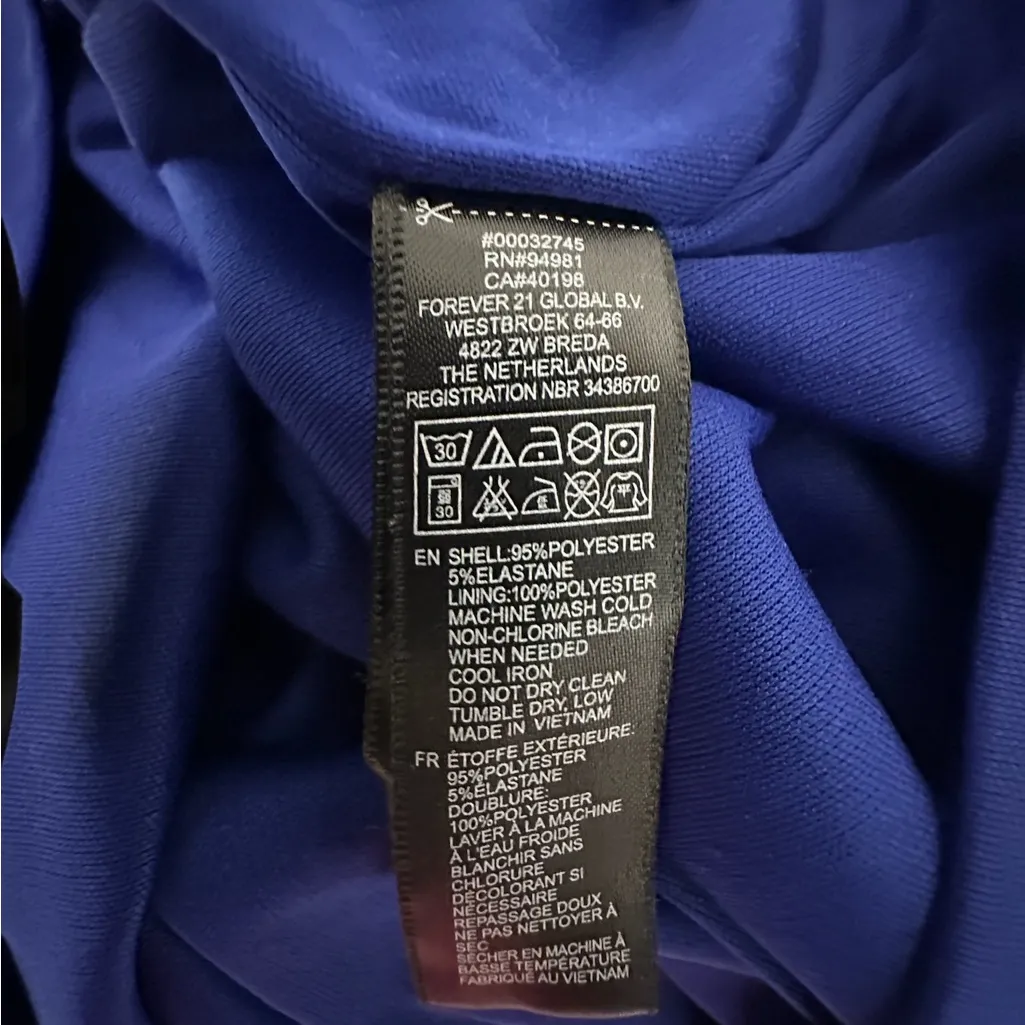 #00032745
RN#94981
CA#40198
FOREVER 21 GLOBAL B.V.
WESTBROEK 64-66
4822 ZW BREDA
THE NETHERLANDS
REGISTRATION NBR 34386700
30
30
EN SHELL:95%POLYESTER
5%ELASTANE
LINING:100%POLYESTER
MACHINE WASH COLD
NON-CHLORINE BLEACH
WHEN NEEDED
COOL IRON
DO NOT DRY CLEAN
TUMBLE DRY, LOW
MADE IN VIETNAM
FR ÉTOFFE EXTÉRIEURE:
95%POLYESTER
5%ÉLASTANE
DOUBLURE:
100%POLYESTER
LAVER À LA MACHINE
À L'EAU FROIDE
BLANCHIR SANS
CHLORURE
DÉCOLORANT SI
NÉCESSAIRE
REPASSAGE DOUX
NE PAS NETTOYER À
SEC
SÉCHER EN MACHINE À
BASSE TEMPÉRATURE
FABRIQUÉ AU VIETNAM